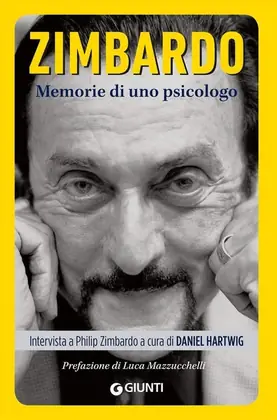 ZIMBARDO
Memorie di uno psicologo
Intervista a Philip Zimbardo a cura di DANIEL HARTWIG
Prefazione di Luca Mazzucchelli
GIUNTI